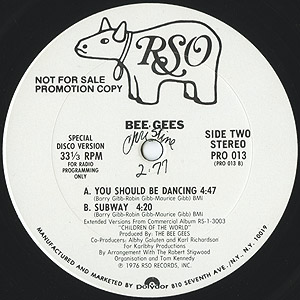 RSO
NOT FOR SALE
PROMOTION COPY
BEE GEES
SPECIAL
DISCO VERSION
33⅓ RPM
FOR RADIO
PROGRAMMING
ONLY
SIDE TWO
STEREO
PRO 013
(PRO 013 B)
A. YOU SHOULD BE DANCING 4:47
(Barry Gibb-Robin Gibb-Maurice Gibb) BMI
B. SUBWAY 4:20
(Barry Gibb-Robin Gibb-Maurice Gibb) BMI
Extended Versions From Commercial Album RS-1-3003
"CHILDREN OF THE WORLD"
Produced By: THE BEE GEES
Co-Producers: Albhy Galuten and Karl Richardson
For Karlbhy Productions
By Arrangement With The Robert Stigwood
Organisation and Tom Kennedy
℗ 1976 RSO RECORDS, INC.
MANUFACTURED AND MARKETED BY polydor 810 SEVENTH AVE./NY. NY. 10019